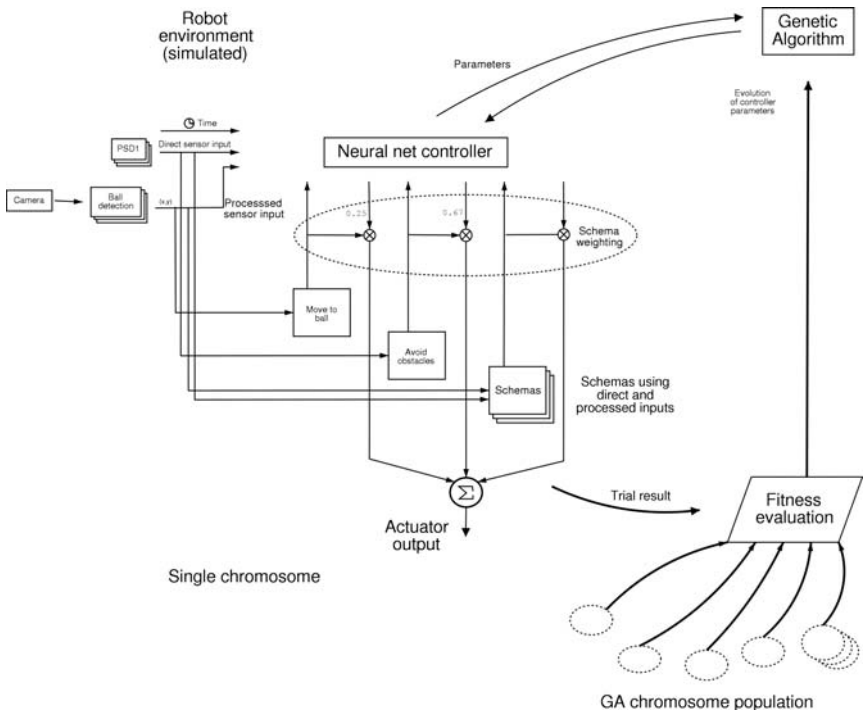 Robot
environment
(simulated)
Genetic
Algorithm
Parameters
Evolution
of controller
parameters
Time
Direct sensor input
PSD1
Neural net controller
Camera
Ball
detection
(x,y)
Processsed
sensor input
0.23
0.67
Schema
weighting
Move to
ball
Avoid
obstacles
Schemas
Schemas using
direct and
processed inputs
Σ
Trial result
Fitness
evaluation
Actuator
output
Single chromosome
GA chromosome population